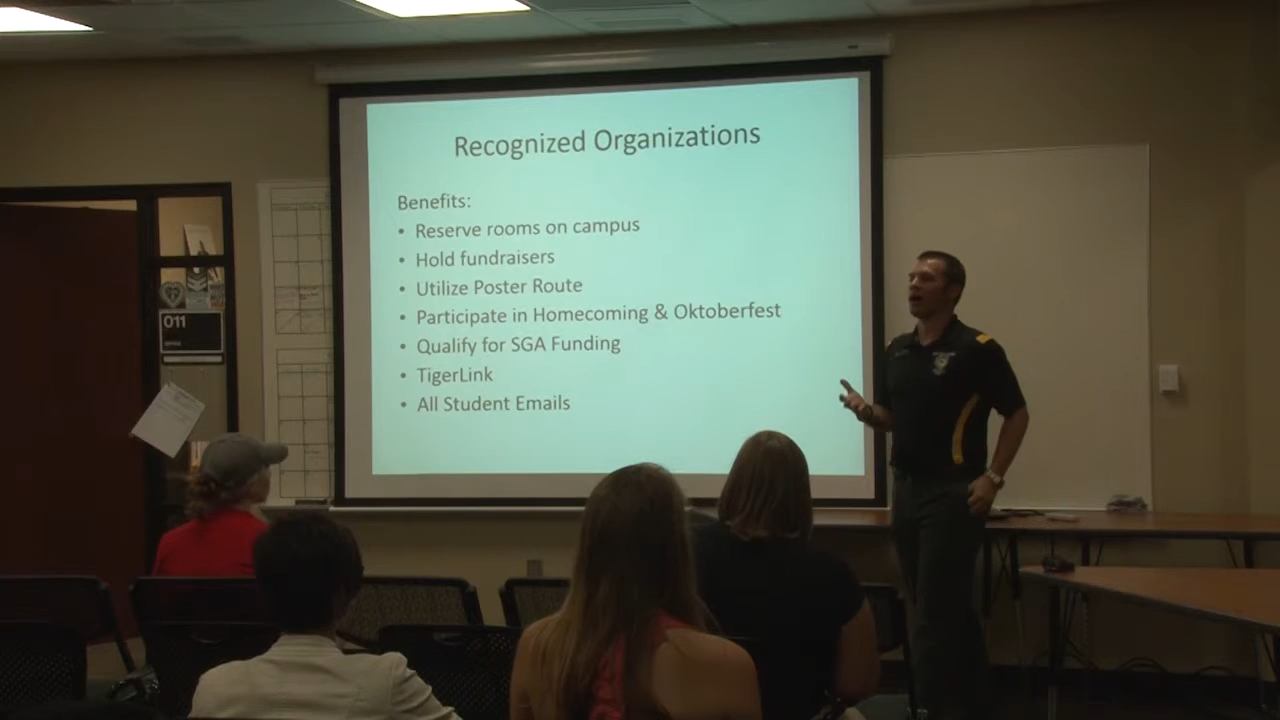 Recognized Organizations
Benefits:
• Reserve rooms on campus
• Hold fundraisers
• Utilize Poster Route
• Participate in Homecoming & Oktoberfest
• Qualify for SGA Funding
• TigerLink
• All Student Emails
011